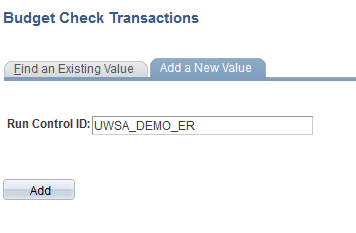 Budget Check Transactions
Find an Existing Value Add a New Value
Run Control ID: UWSA_DEMO_ER
Add